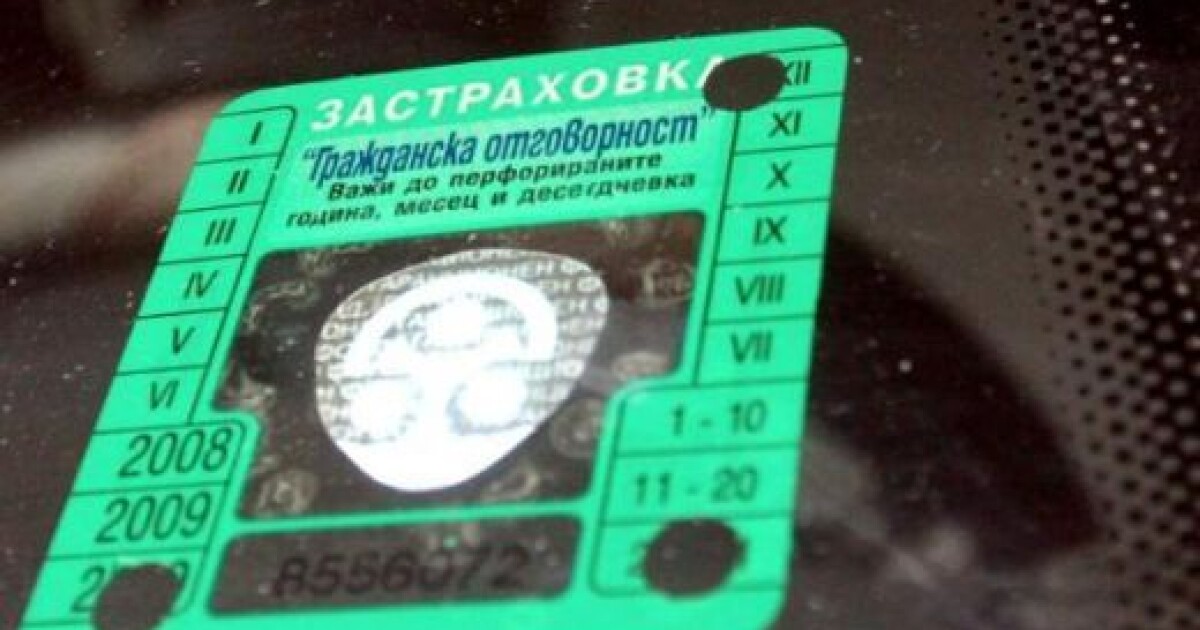 ЗАСТРАХОВКА
"Гражданска отговорност"
Важи до перфорираните
година, месец и десетдневка
I
II
III
IV
V
VI
2008
2009
XII
XI
X
IX
VIII
VII
1 - 10
11 - 20
8556072